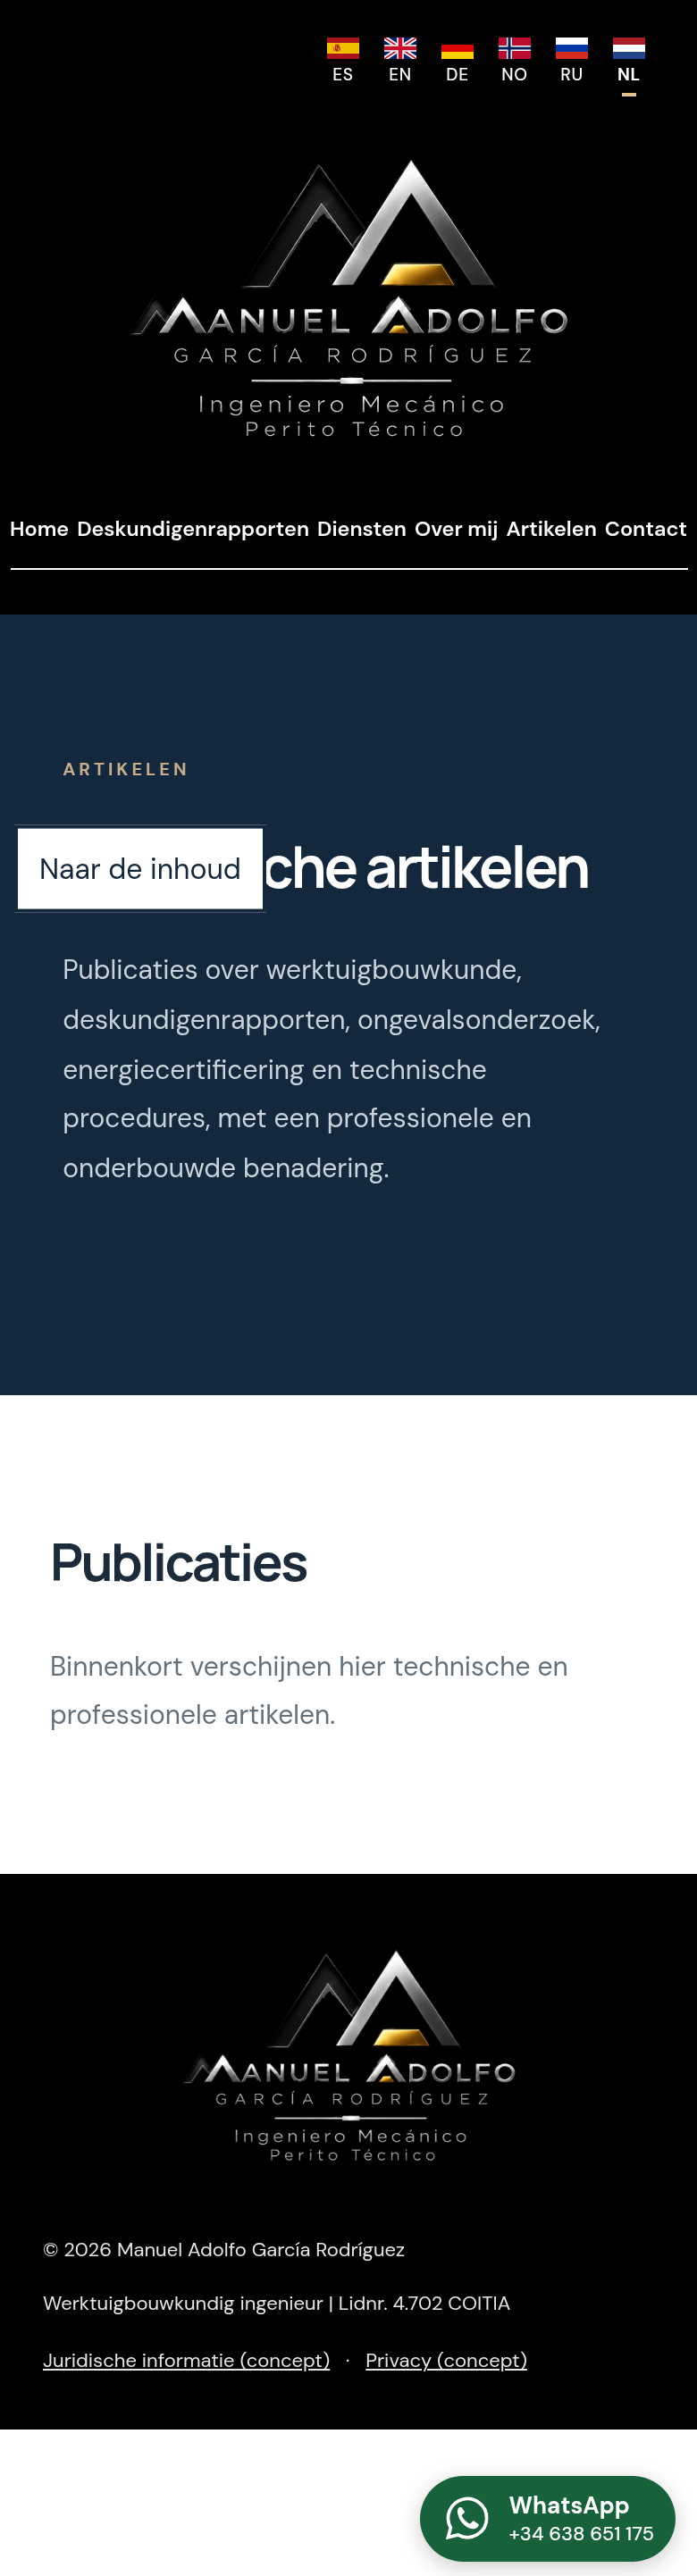 ES EN DE NO RU NL
MANUEL ADOLFO
GARCÍA RODRÍGUEZ
Ingeniero Mecánico
Perito Técnico
Home Deskundigenrapporten Diensten Over mij Artikelen Contact
ARTIKELEN
Naar de inhoud
che artikelen
Publicaties over werktuigbouwkunde,
deskundigenrapporten, ongevalsonderzoek,
energiecertificering en technische
procedures, met een professionele en
onderbouwde benadering.
Publicaties
Binnenkort verschijnen hier technische en
professionele artikelen.
MANUEL ADOLFO
GARCÍA RODRÍGUEZ
Ingeniero Mecánico
Perito Técnico
© 2026 Manuel Adolfo García Rodríguez
Werktuigbouwkundig ingenieur | Lidnr. 4.702 COITIA
Juridische informatie (concept) · Privacy (concept)
WhatsApp
+34 638 651 175